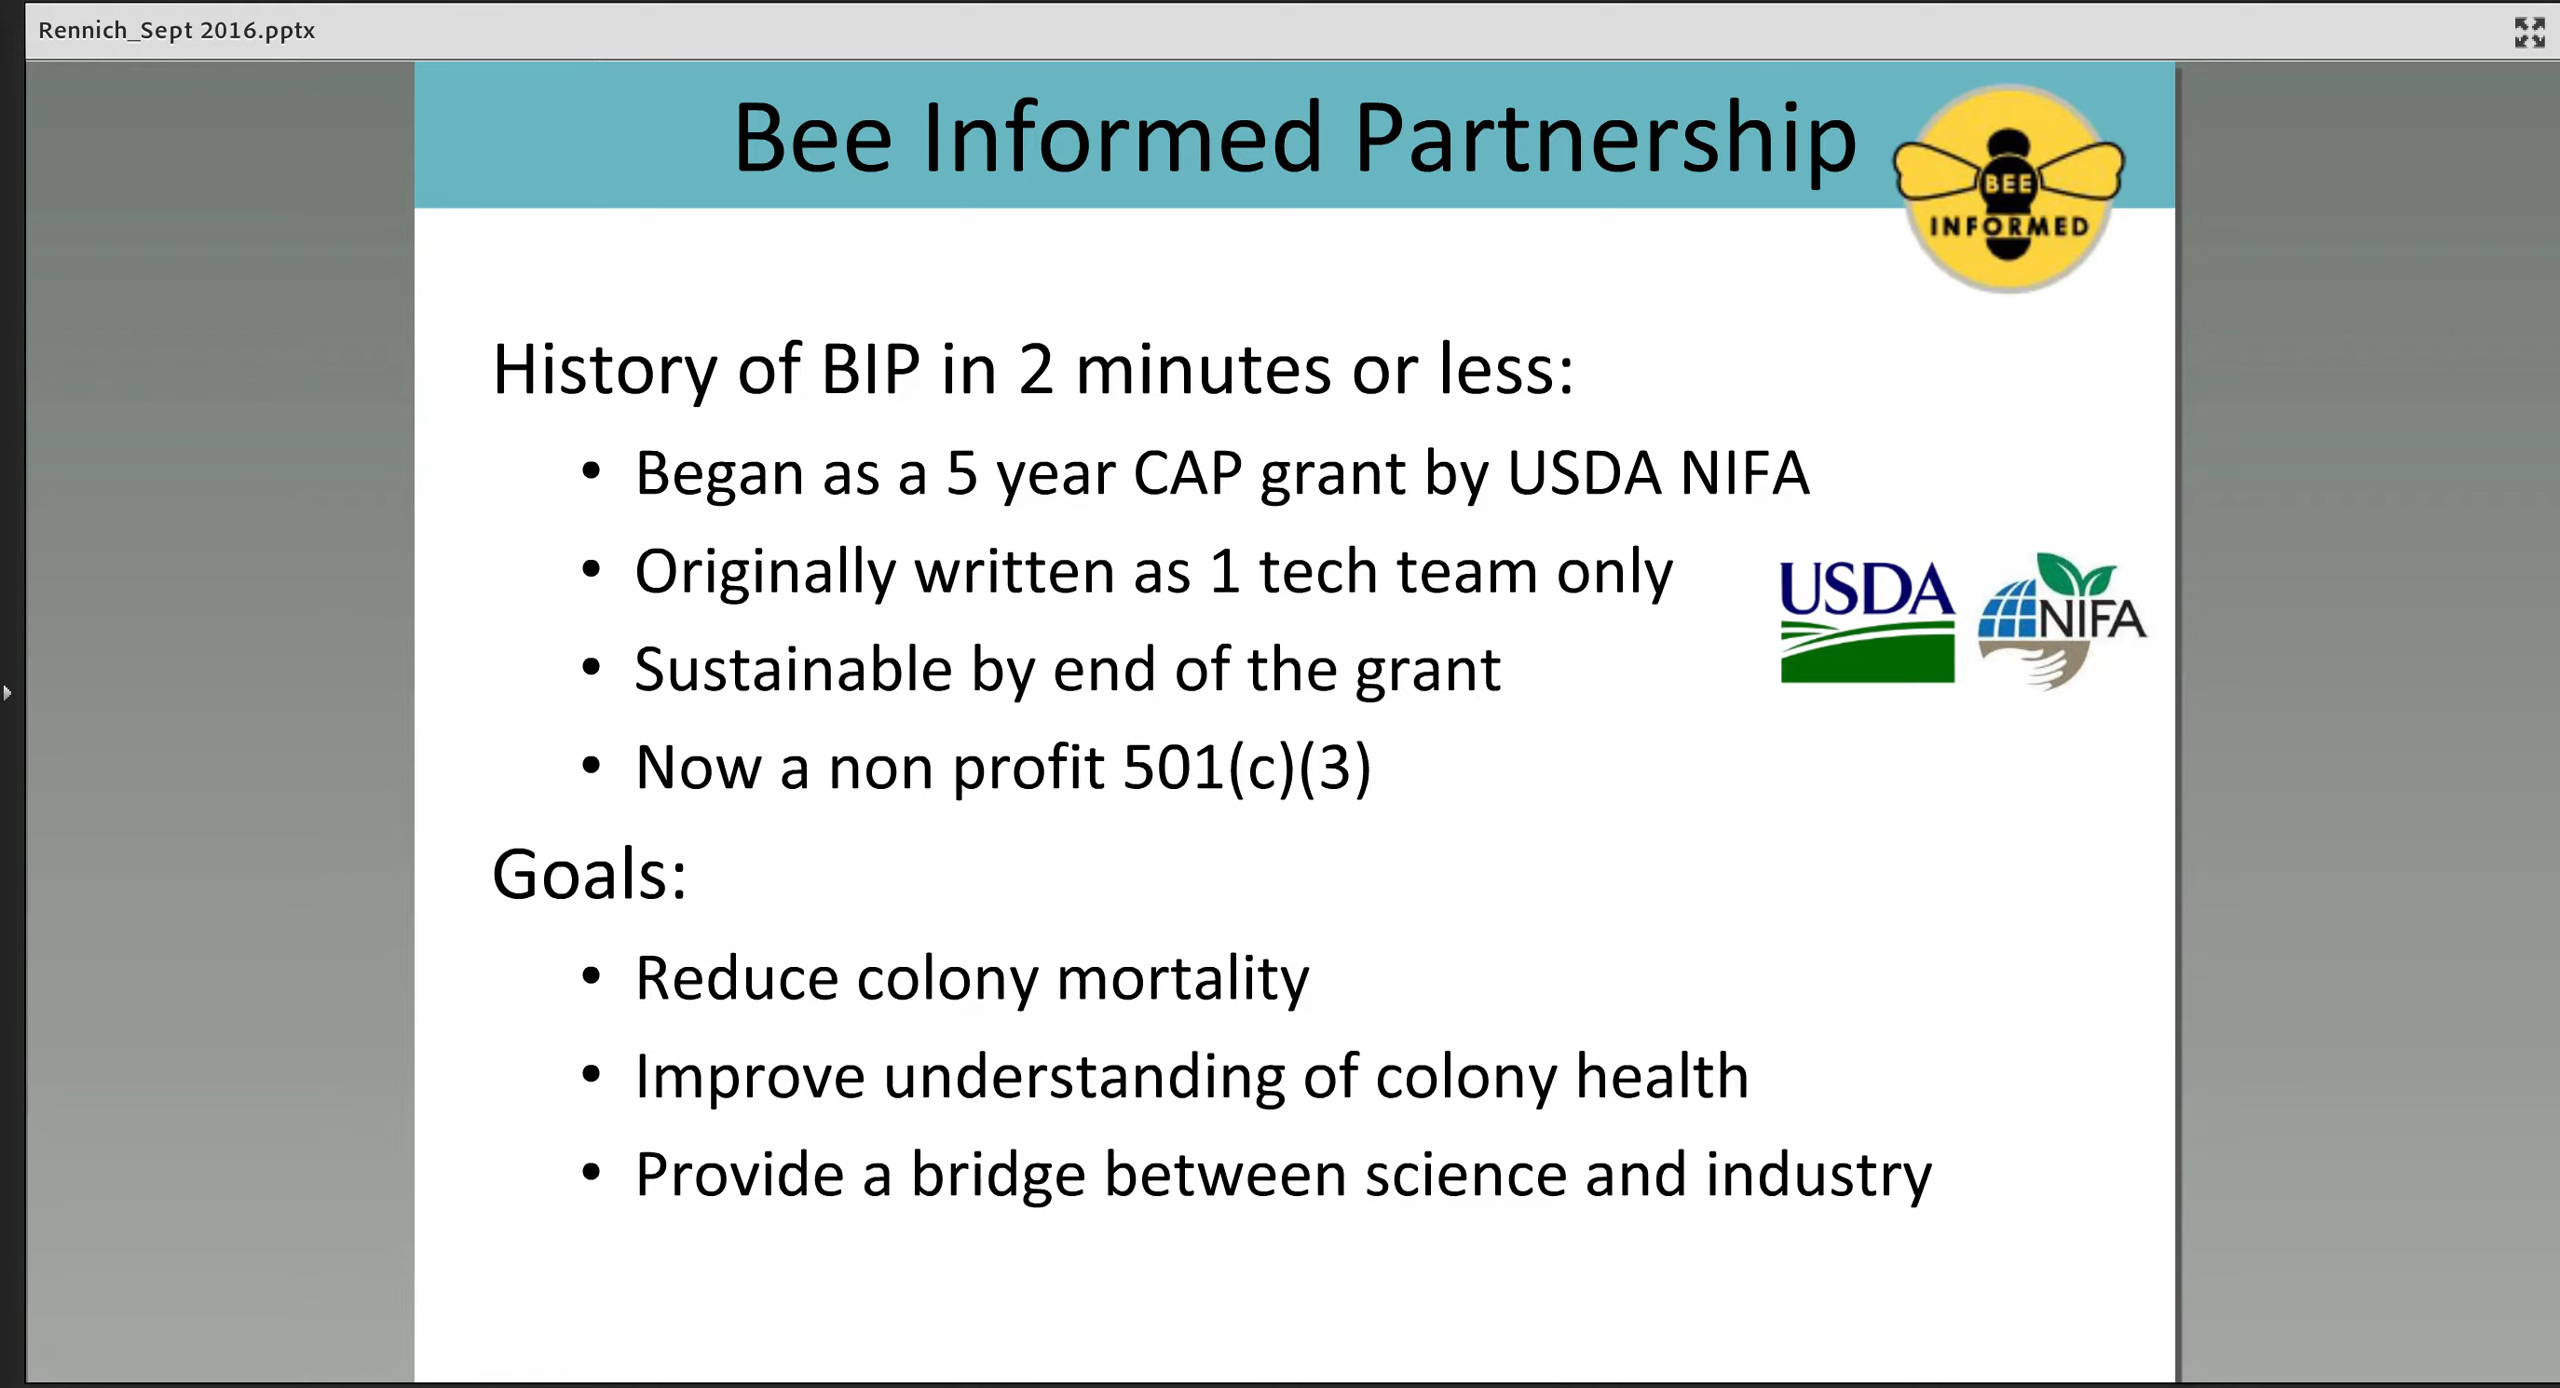 Rennich_Sept 2016.pptx
Bee Informed Partnership
BEE
INFORMED
History of BIP in 2 minutes or less:
• Began as a 5 year CAP grant by USDA NIFA
• Originally written as 1 tech team only
USDA
NIFA
• Sustainable by end of the grant
• Now a non profit 501(c)(3)
Goals:
• Reduce colony mortality
• Improve understanding of colony health
• Provide a bridge between science and industry